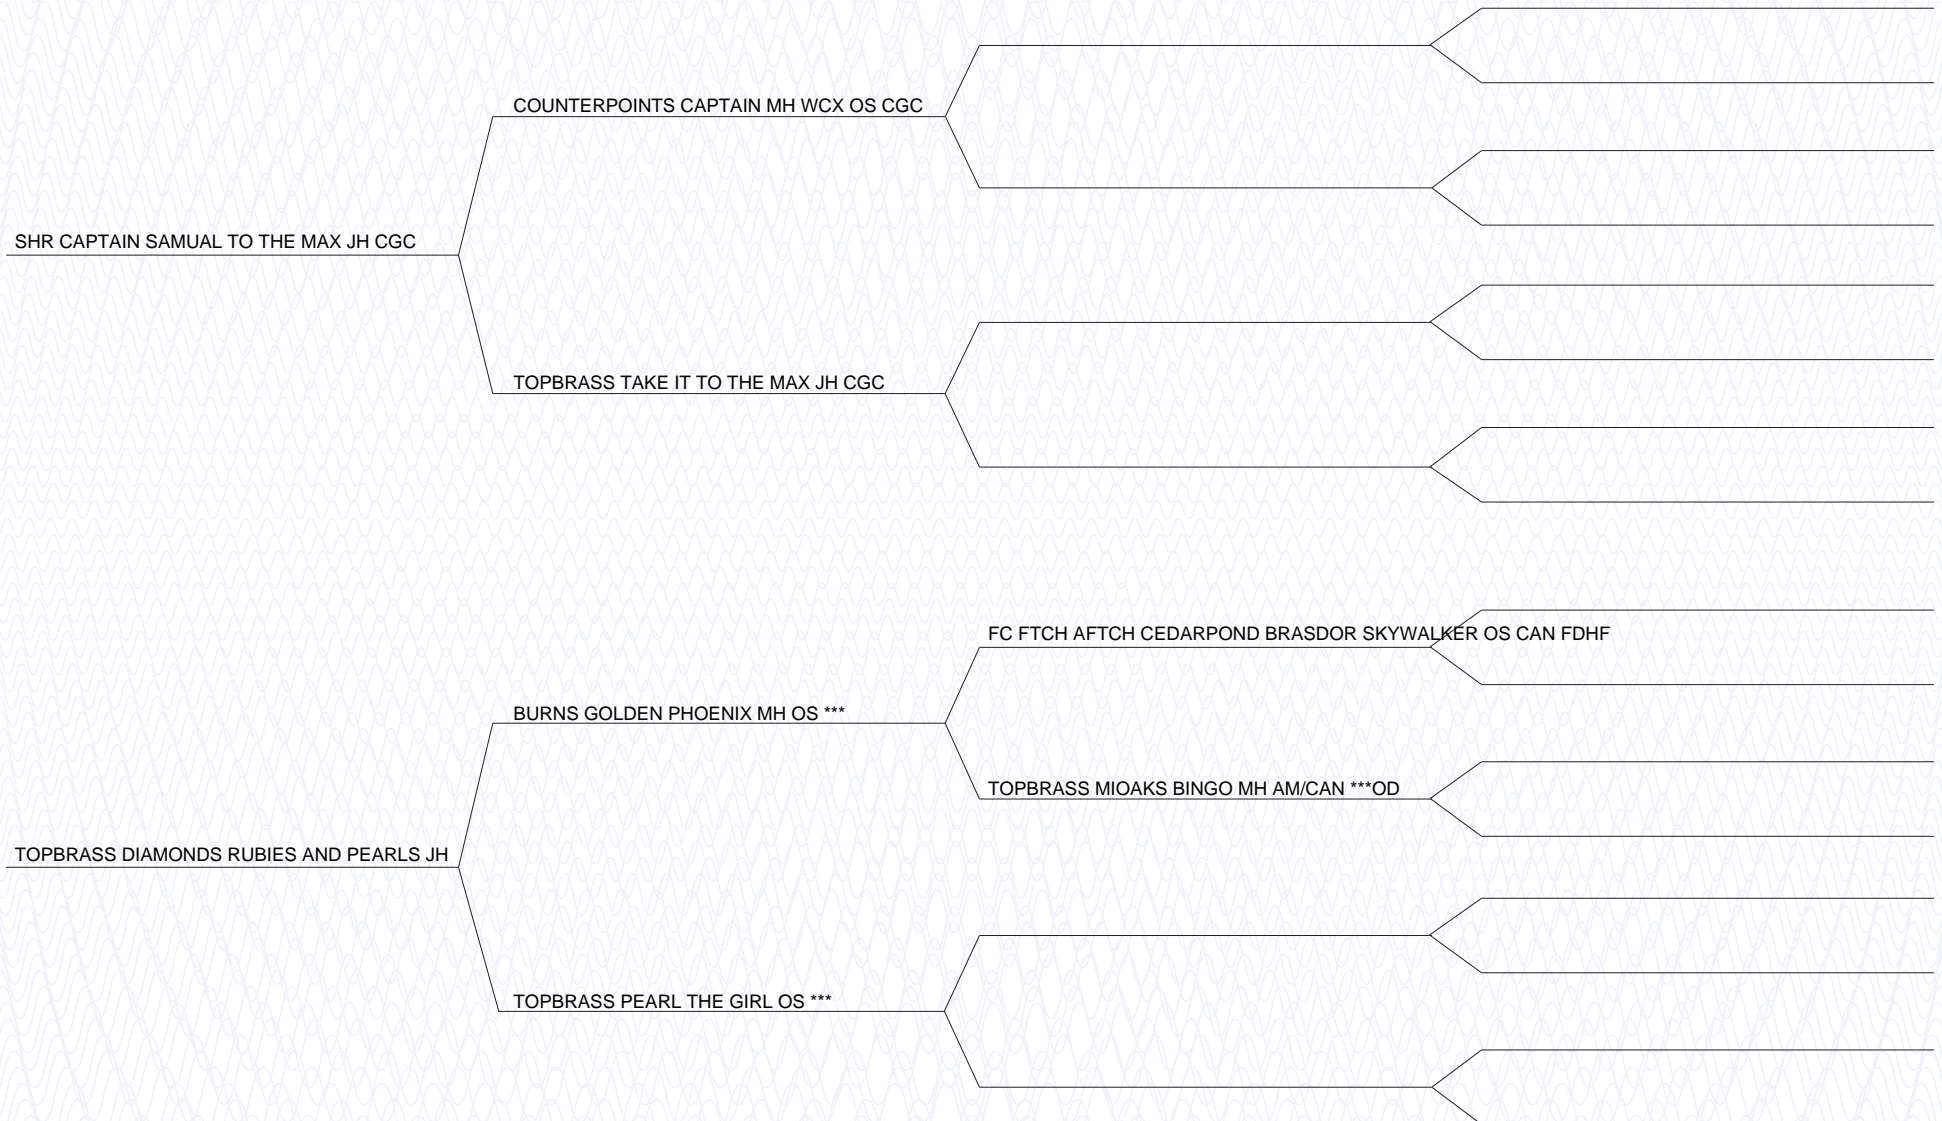 COUNTERPOINTS CAPTAIN MH WCX OS CGC
SHR CAPTAIN SAMUAL TO THE MAX JH CGC
TOPBRASS TAKE IT TO THE MAX JH CGC
FC FTCH AFTCH CEDARPOND BRASDOR SKYWALKER OS CAN FDHF
BURNS GOLDEN PHOENIX MH OS ***
TOPBRASS MIOAKS BINGO MH AM/CAN ***OD
TOPBRASS DIAMONDS RUBIES AND PEARLS JH
TOPBRASS PEARL THE GIRL OS ***